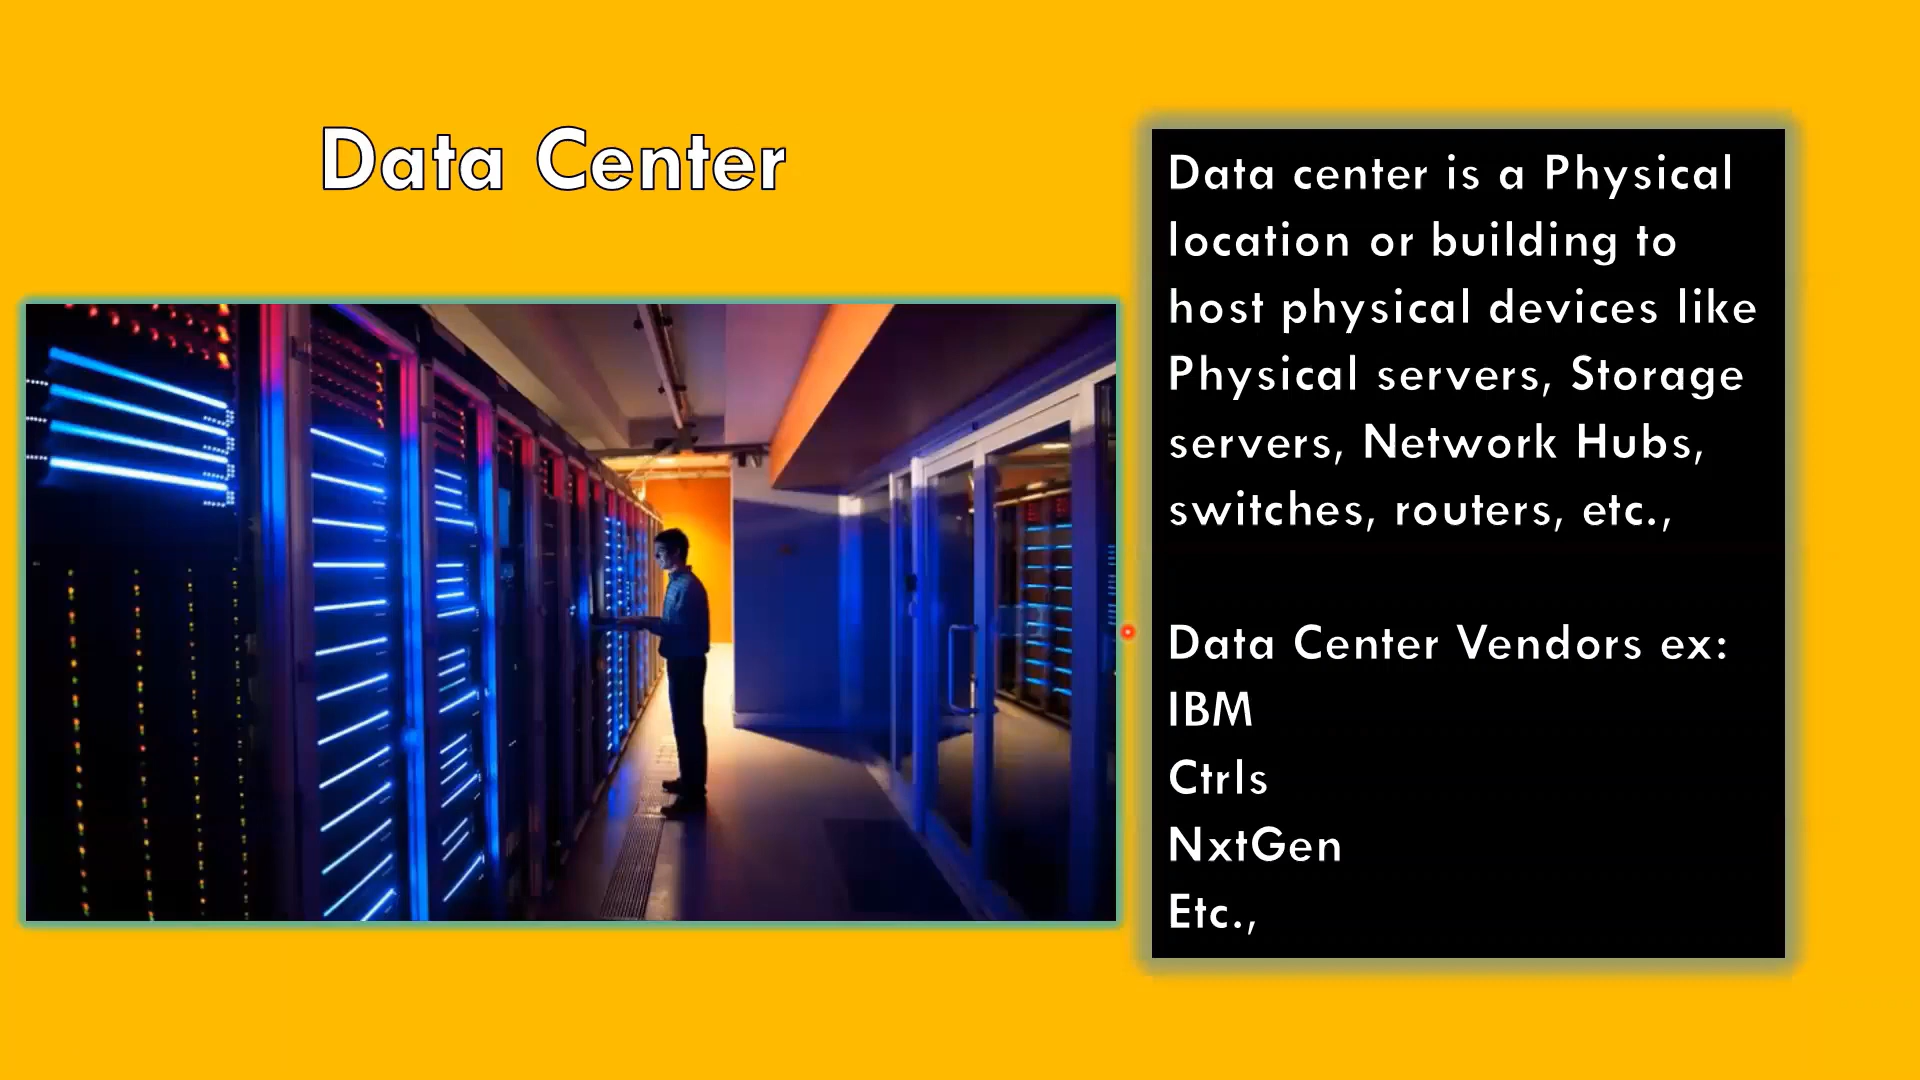 Data Center
Data center is a Physical
location or building to
host physical devices like
Physical servers, Storage
servers, Network Hubs,
switches, routers, etc.,
Data Center Vendors ex:
IBM
Ctrls
NxtGen
Etc.,